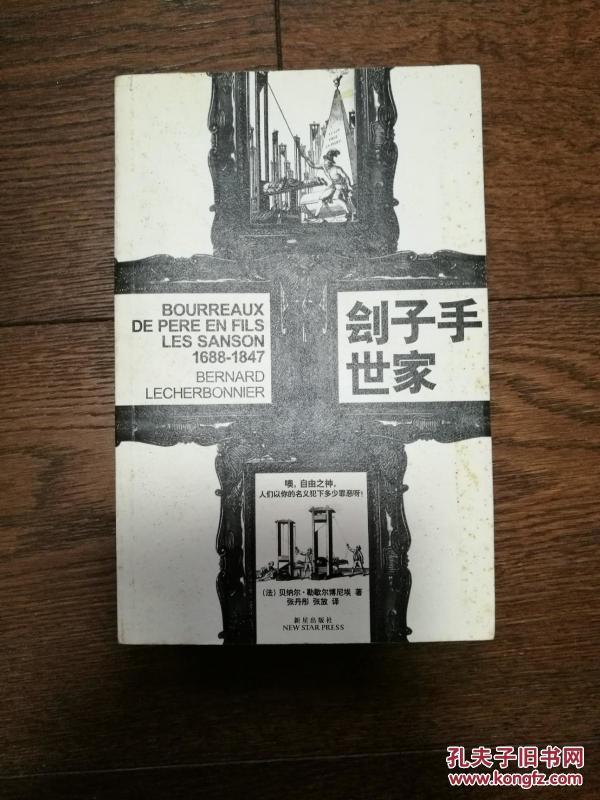 BOURREAUX
DE PERE EN FILS
LES SANSON
1688-1847
BERNARD
LECHERBONNIER
刽子手
世家
噢，自由之神，
人们以你的名义犯下多少罪恶呀！
（法）贝纳尔·勒歇尔博尼埃 著
张丹彤 张放 译
新星出版社
NEW STAR PRESS
孔夫子旧书网
www.kongfz.com